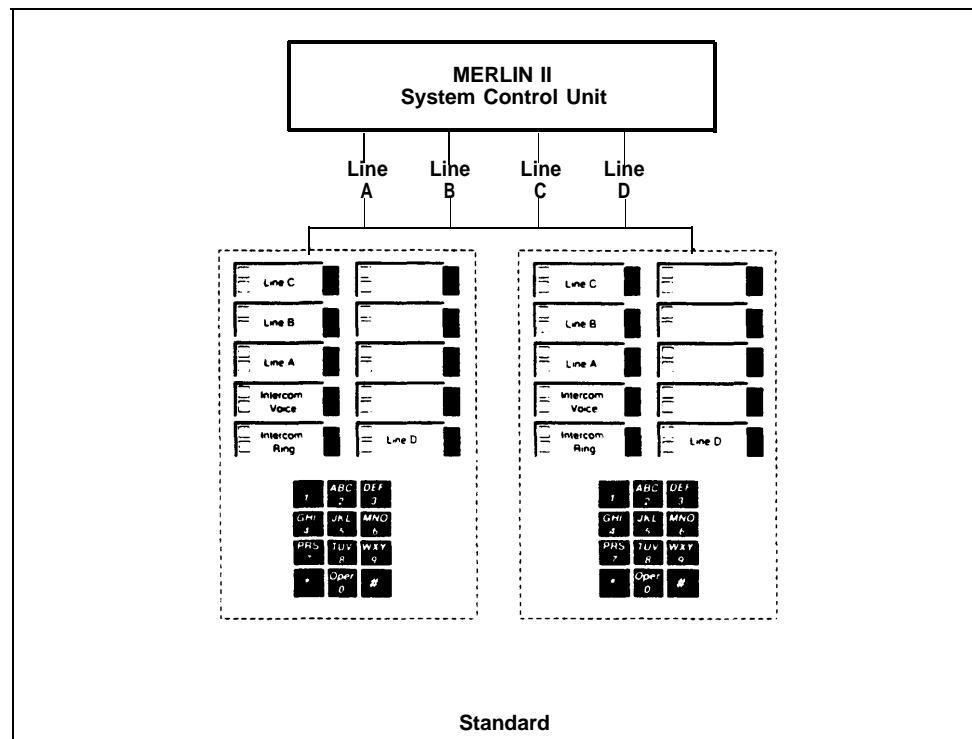 MERLIN II
System Control Unit
Line A
Line B
Line C
Line D
Line C
Line B
Line A
Intercom Voice
Intercom Ring
Line D
1
ABC 2
DEF 3
GHI 4
JKL 5
MNO 6
PRS
TUV 8
WXY 9
*
Oper 0
#
Line C
Line B
Line A
Intercom Voice
Intercom Ring
Line D
1
ABC 2
DEF 3
GHI 4
JKL 5
MNO 6
PRS 7
TUV 8
WXY 9
*
Oper 0
#
Standard